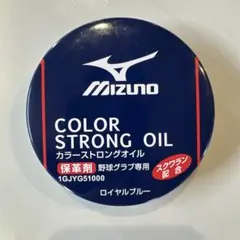 MIZUNO
COLOR
STRONG OIL
カラーストロングオイル
保革剤 野球グラブ専用
1GJYG51000
スクワラン
配合
ロイヤルブルー